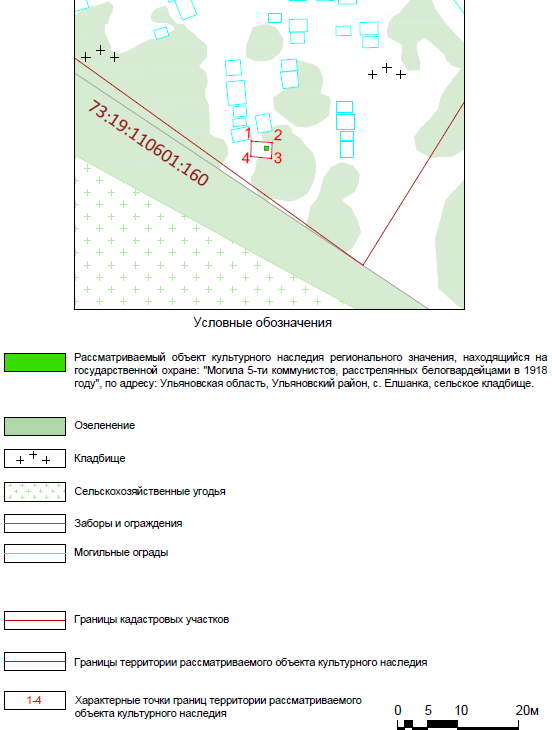 1 2
4 3
73:19:110601:160
Условные обозначения
Рассматриваемый объект культурного наследия регионального значения, находящийся на
государственной охране: "Могила 5-ти коммунистов, расстрелянных белогвардейцами в 1918
году", по адресу: Ульяновская область, Ульяновский район, с. Елшанка, сельское кладбище.
Озеленение
Кладбище
Сельскохозяйственные угодья
Заборы и ограждения
Могильные ограды
Границы кадастровых участков
Границы территории рассматриваемого объекта культурного наследия
1-4 Характерные точки границ территории рассматриваемого
объекта культурного наследия
0 5 10 20м